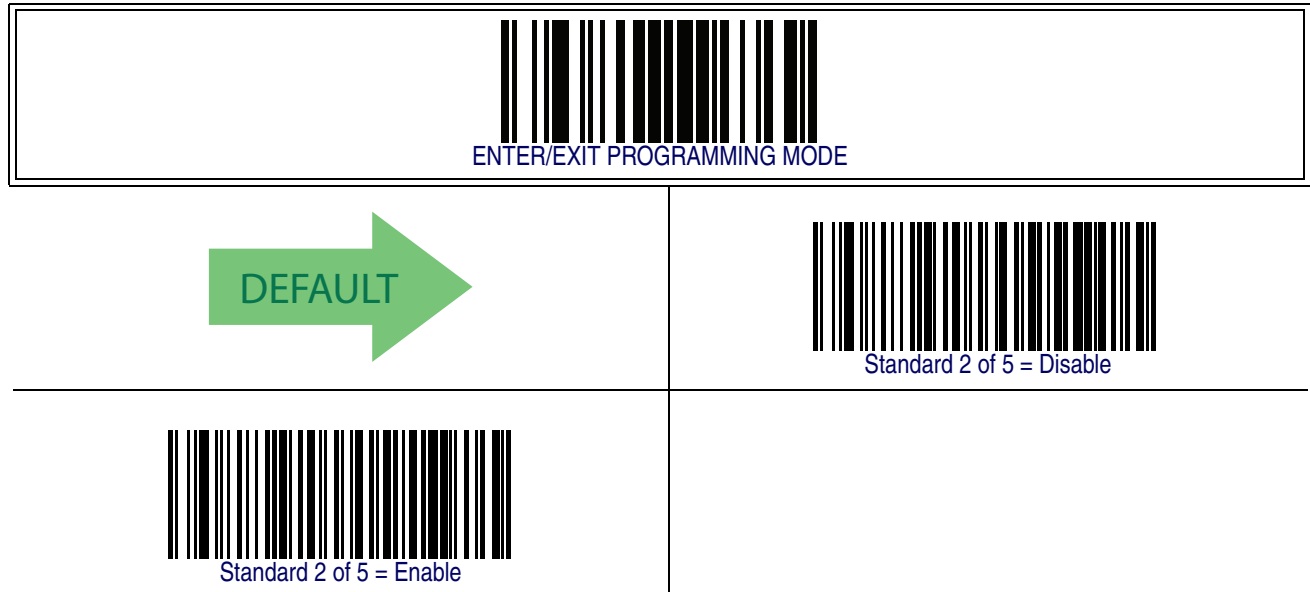 ENTER/EXIT PROGRAMMING MODE
DEFAULT
Standard 2 of 5 = Disable
Standard 2 of 5 = Enable